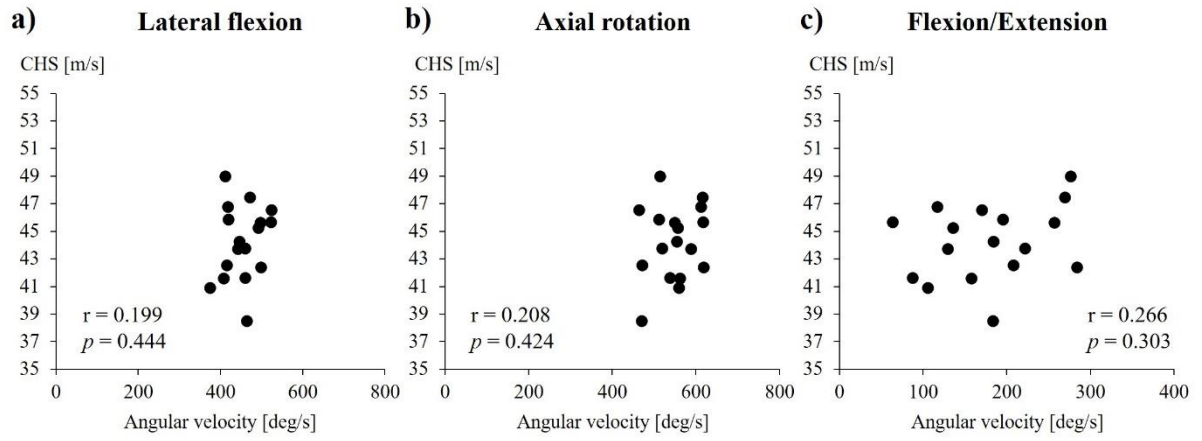 a) Lateral flexion
CHS [m/s]
55
53
51
49
47
45
43
41
39
37
35
r = 0.199
p = 0.444
0 200 400 600 800
Angular velocity [deg/s]
b) Axial rotation
CHS [m/s]
55
53
51
49
47
45
43
41
39
37
35
r = 0.208
p = 0.424
0 200 400 600 800
Angular velocity [deg/s]
c) Flexion/Extension
CHS [m/s]
55
53
51
49
47
45
43
41
39
37
35
r = 0.266
p = 0.303
0 100 200 300 400
Angular velocity [deg/s]